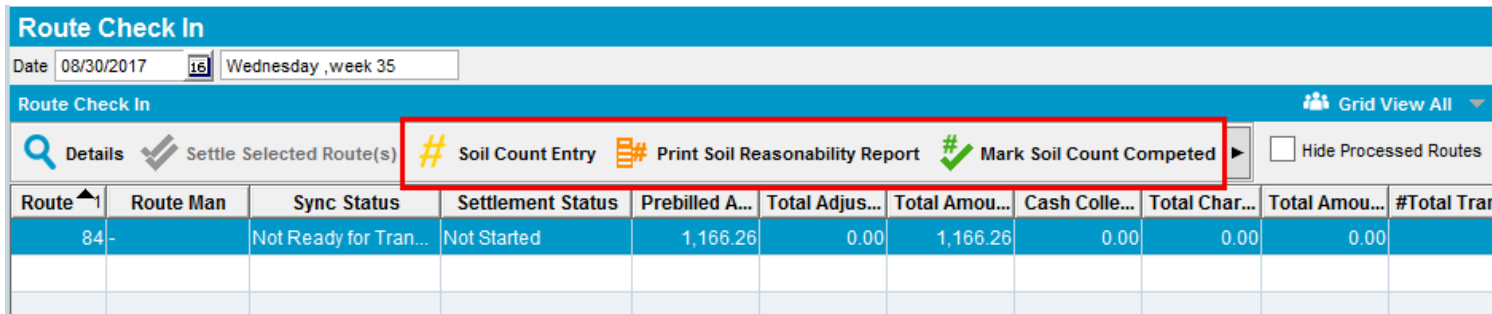 Route Check In
Date 08/30/2017 16 Wednesday ,week 35
Route Check In Grid View All
Details Settle Selected Route(s) # Soil Count Entry # Print Soil Reasonability Report # Mark Soil Count Competed Hide Processed Routes
Route 1 Route Man Sync Status Settlement Status Prebilled A... Total Adjus... Total Amou... Cash Colle... Total Char... Total Amou... #Total Tran
84 - Not Ready for Tran... Not Started 1,166.26 0.00 1,166.26 0.00 0.00 0.00